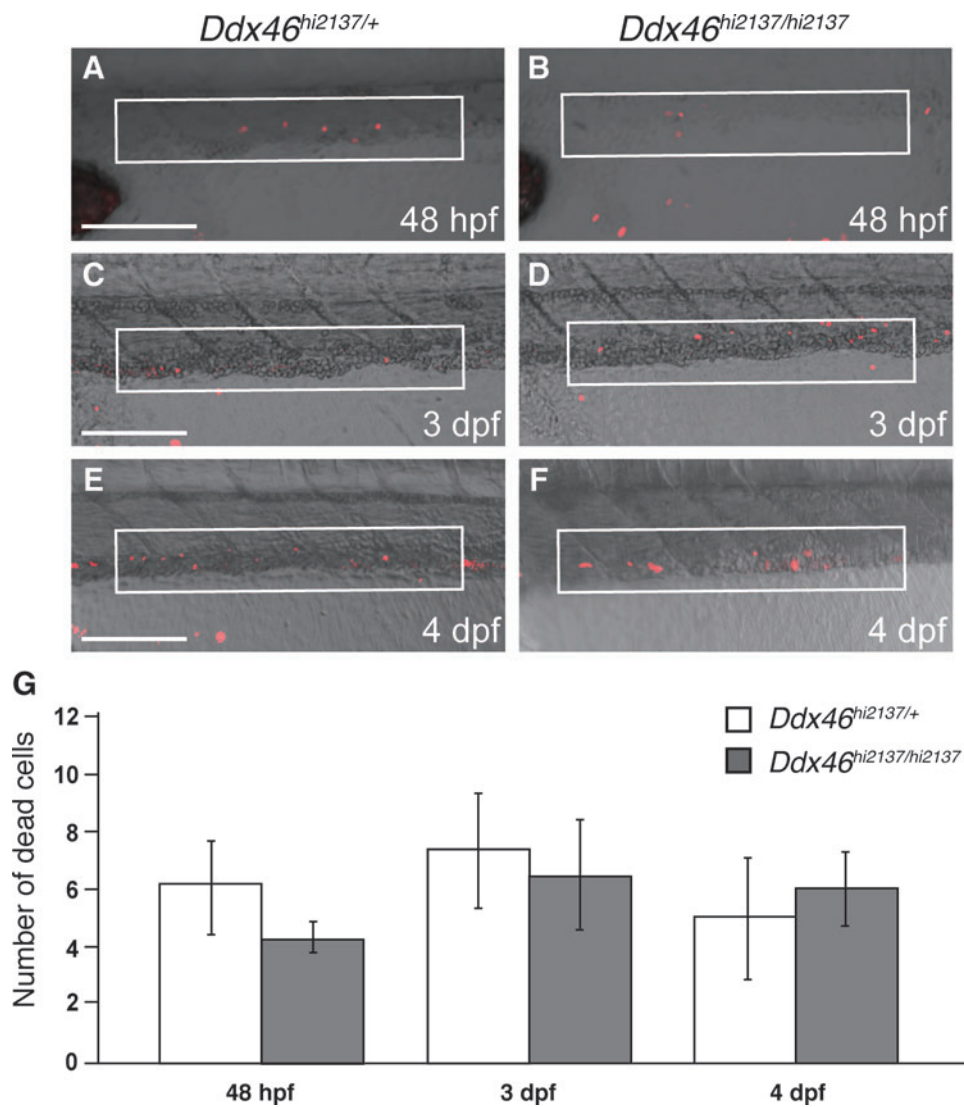 Ddx46hi2137/+ Ddx46hi2137/hi2137
A B
48 hpf 48 hpf
C D
3 dpf 3 dpf
E F
4 dpf 4 dpf
G
Number of dead cells
12
10
8
6
4
2
0
Ddx46hi2137/+
Ddx46hi2137/hi2137
48 hpf 3 dpf 4 dpf